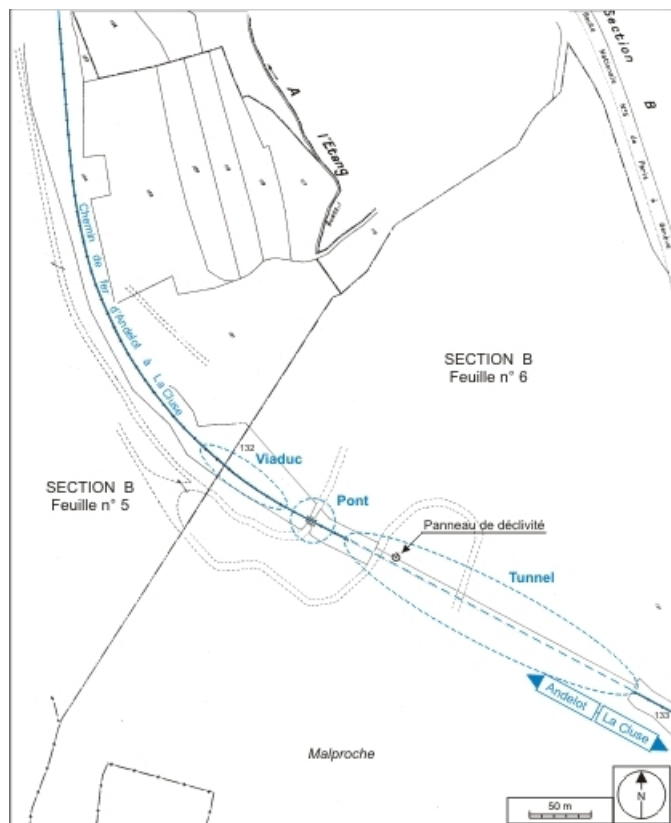 Section
B
Route Nationale N°5 de Paris à Genève
A
l'Etang
Chemin de fer d'Andelot à La Cluse
SECTION B
Feuille n° 6
132
Viaduc
SECTION B
Feuille n° 5
Pont
Panneau de déclivité
Tunnel
Andelot
La Cluse
133
Malproche
50 m
N